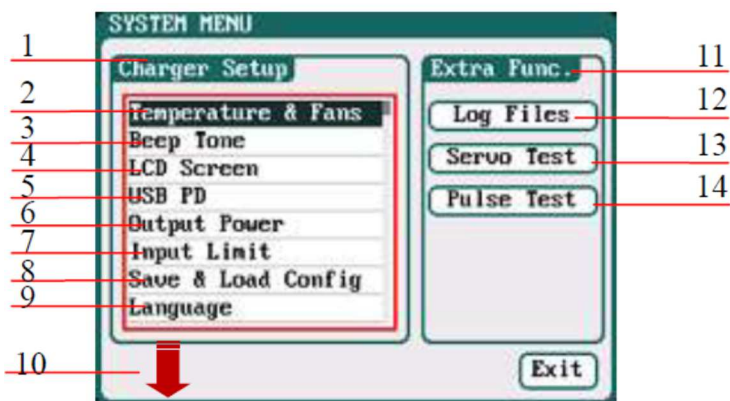 SYSTEM MENU
Charger Setup
Temperature & Fans
Beep Tone
LCD Screen
USB PD
Output Power
Input Limit
Save & Load Config
Language
Extra Func.
Log Files
Servo Test
Pulse Test
Exit
1
2
3
4
5
6
7
8
9
10
11
12
13
14